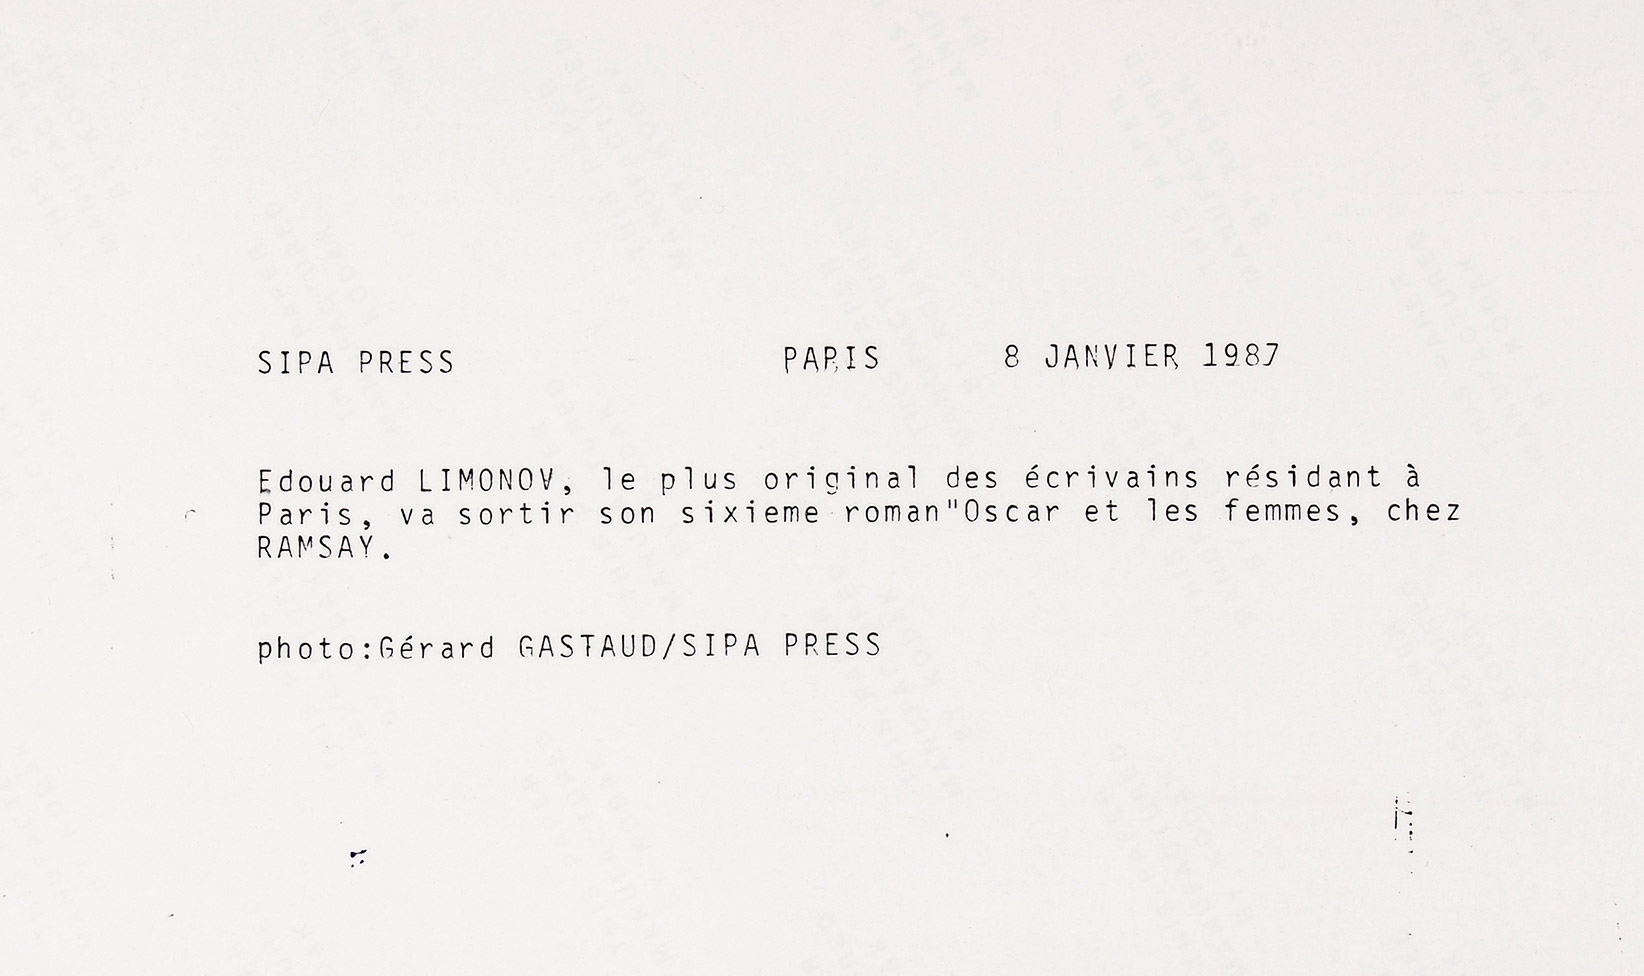 SIPA PRESS PARIS 8 JANVIER 1987
Edouard LIMONOV, le plus original des écrivains résidant à
Paris, va sortir son sixieme roman"Oscar et les femmes, chez
RAMSAY.
photo:Gérard GASTAUD/SIPA PRESS